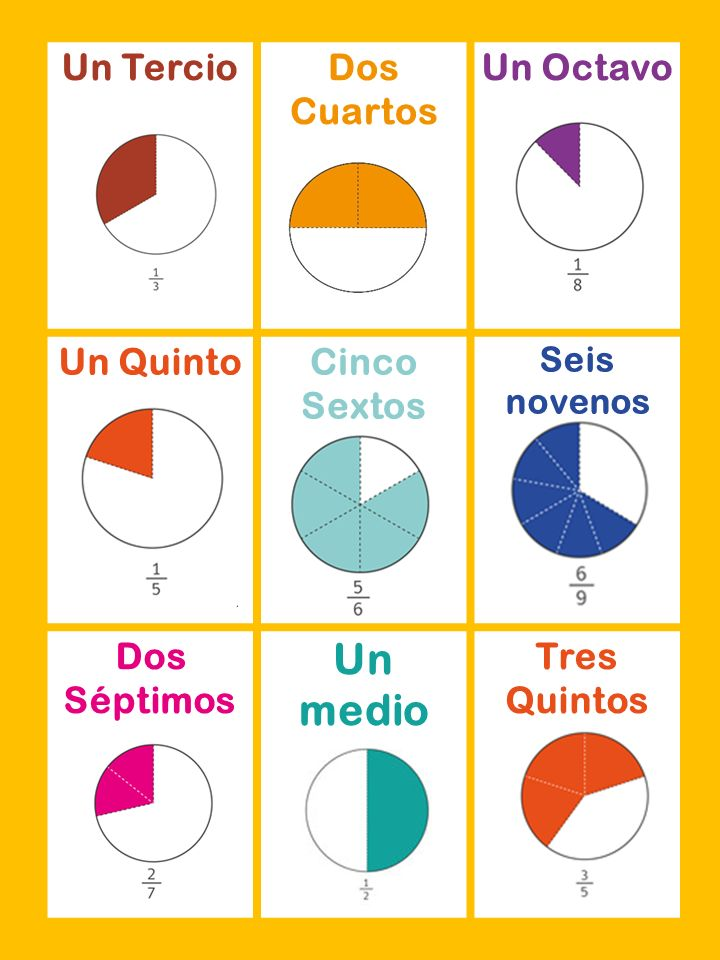 Un Tercio
1
3
Dos
Cuartos
Un Octavo
1
8
Un Quinto
1
5
Cinco
Sextos
5
6
Seis
novenos
6
9
Dos
Séptimos
2
7
Un
medio
1
2
Tres
Quintos
3
5